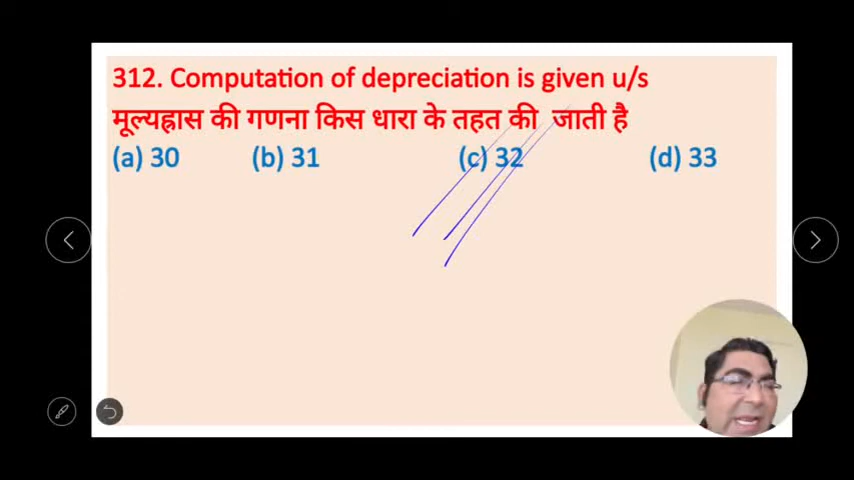 312. Computation of depreciation is given u/s
मूल्यह्रास की गणना किस धारा के तहत की जाती है
(a) 30 (b) 31 (c) 32 (d) 33